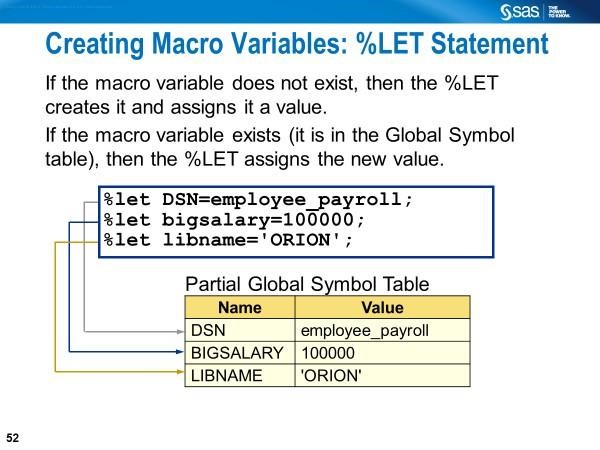 sas THE POWER TO KNOW.
Creating Macro Variables: %LET Statement
If the macro variable does not exist, then the %LET
creates it and assigns it a value.
If the macro variable exists (it is in the Global Symbol
table), then the %LET assigns the new value.
%let DSN=employee_payroll;
%let bigsalary=100000;
%let libname='ORION';
Partial Global Symbol Table
Name Value
DSN employee_payroll
BIGSALARY 100000
LIBNAME 'ORION'
52